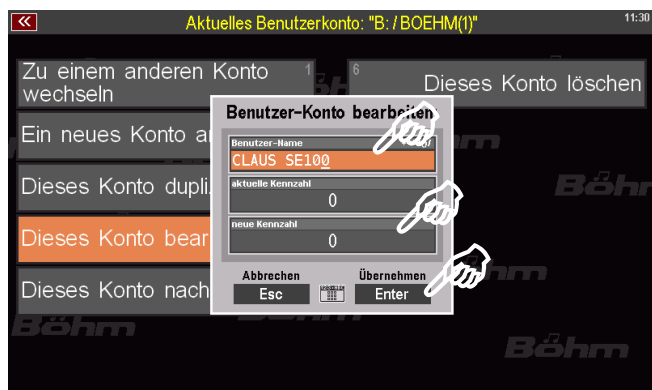 Aktuelles Benutzerkonto: "B: / BOEHM(1)"
11:30
Zu einem anderen Konto
wechseln
1
6
Dieses Konto löschen
Ein neues Konto
Dieses Konto
Dieses Konto
Dieses Konto nach
Benutzer-Konto bearbeiten
Benutzer-Name
CLAUS SE100
aktuelle Kennzahl
0
neue Kennzahl
0
Abbrechen
Übernehmen
Esc
Enter
Böhm
Böhm
Böhm